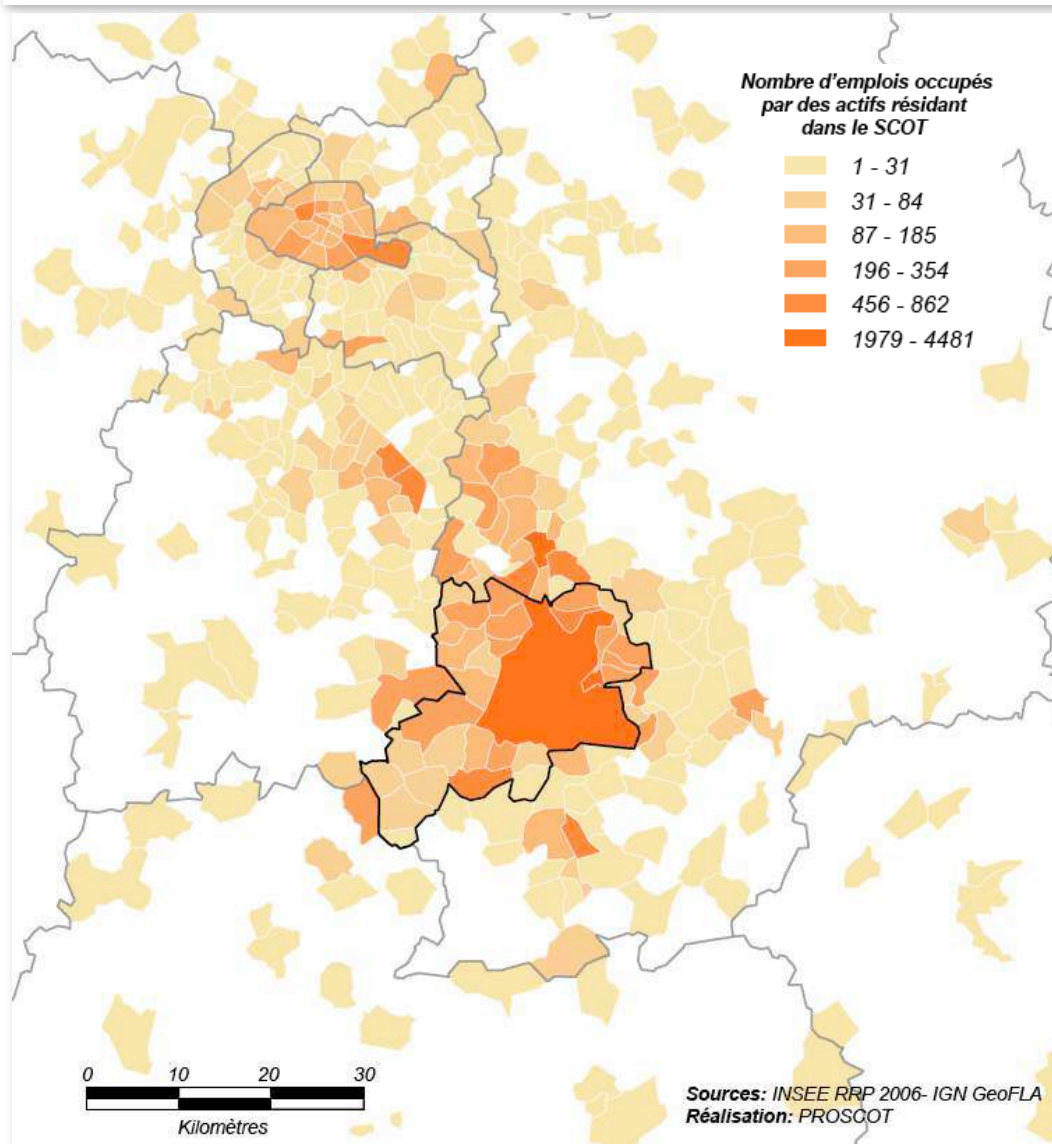 Nombre d'emplois occupés
par des actifs résidant
dans le SCOT
1 - 31
31 - 84
87 - 185
196 - 354
456 - 862
1979 - 4481
0 10 20 30
Kilomètres
Sources: INSEE RRP 2006- IGN GeoFLA
Réalisation: PROSCOT